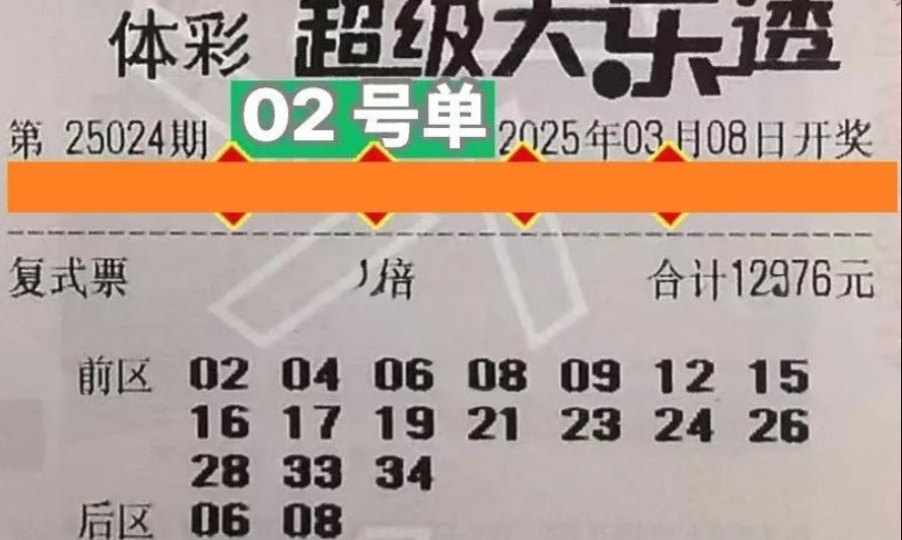 体彩 超级大乐透
02 号单
第 25024期 2025年03月08日开奖
复式票 1倍 合计12376元
前区 02 04 06 08 09 12 15
16 17 19 21 23 24 26
28 33 34
后区 06 08